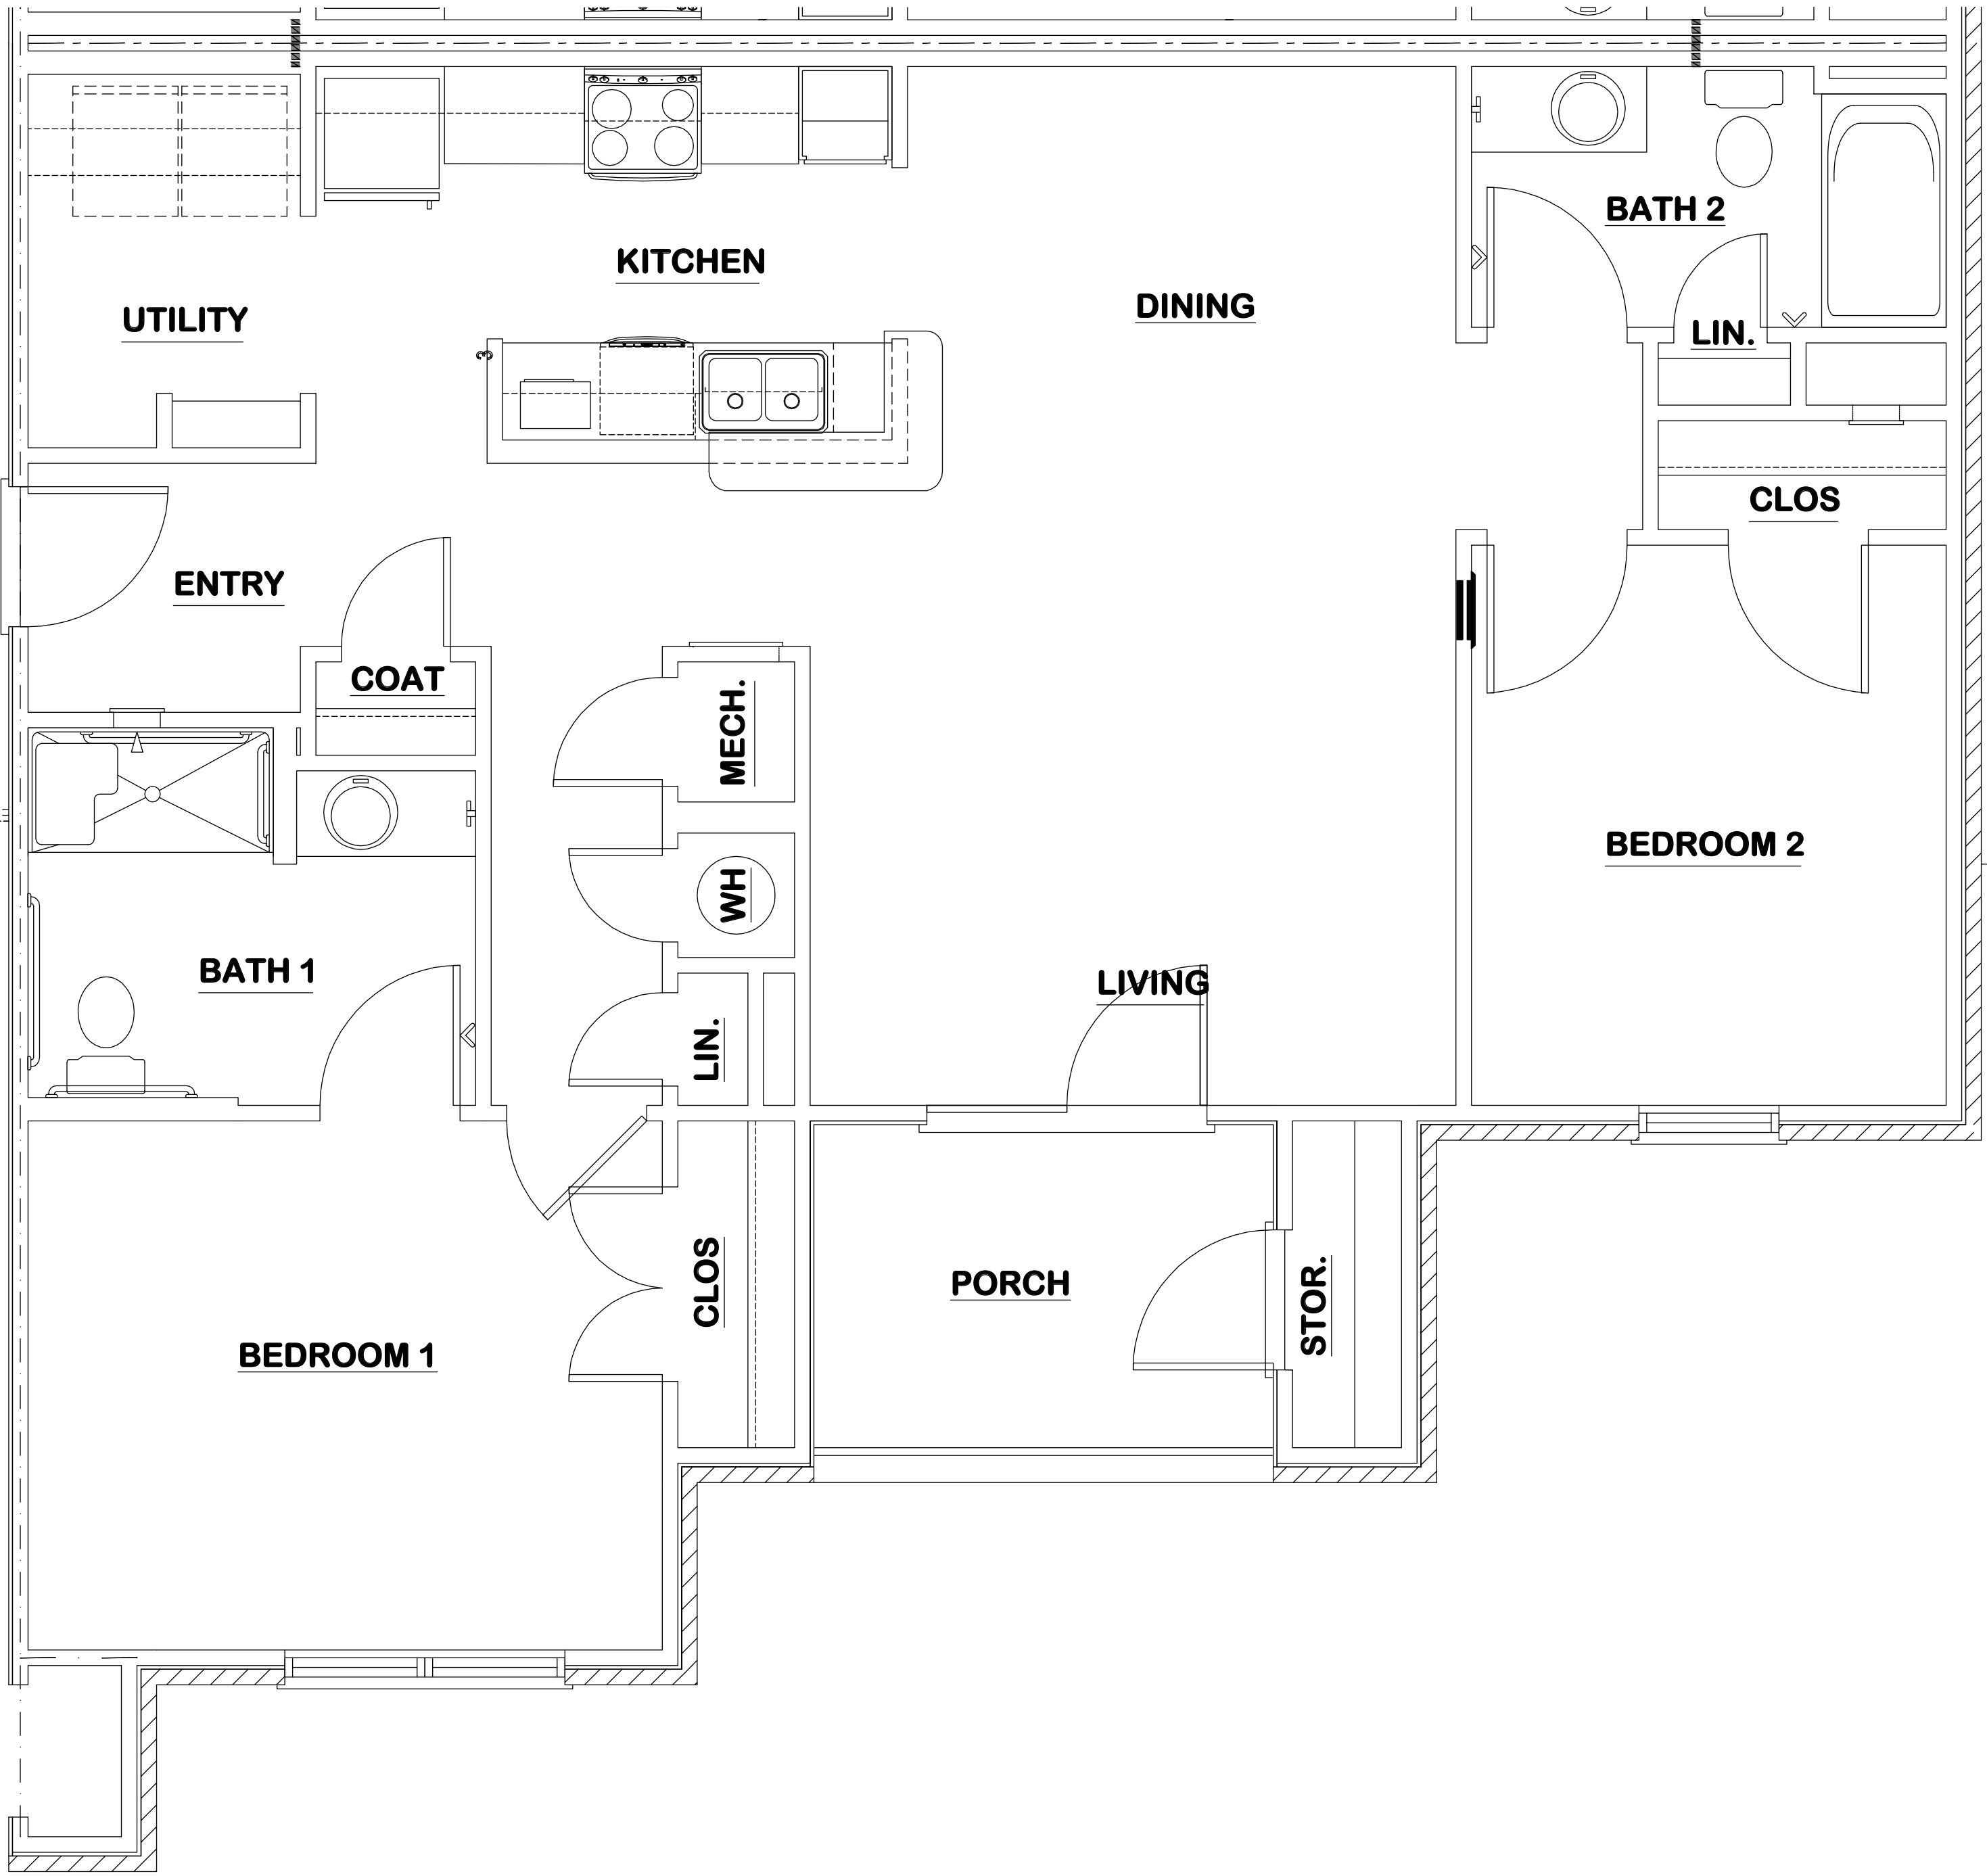 BATH 2
KITCHEN
DINING
UTILITY
LIN.
3
CLOS
ENTRY
COAT
MECH.
BEDROOM 2
WH
BATH 1
LIVING
LIN.
CLOS
PORCH
STOR.
BEDROOM 1